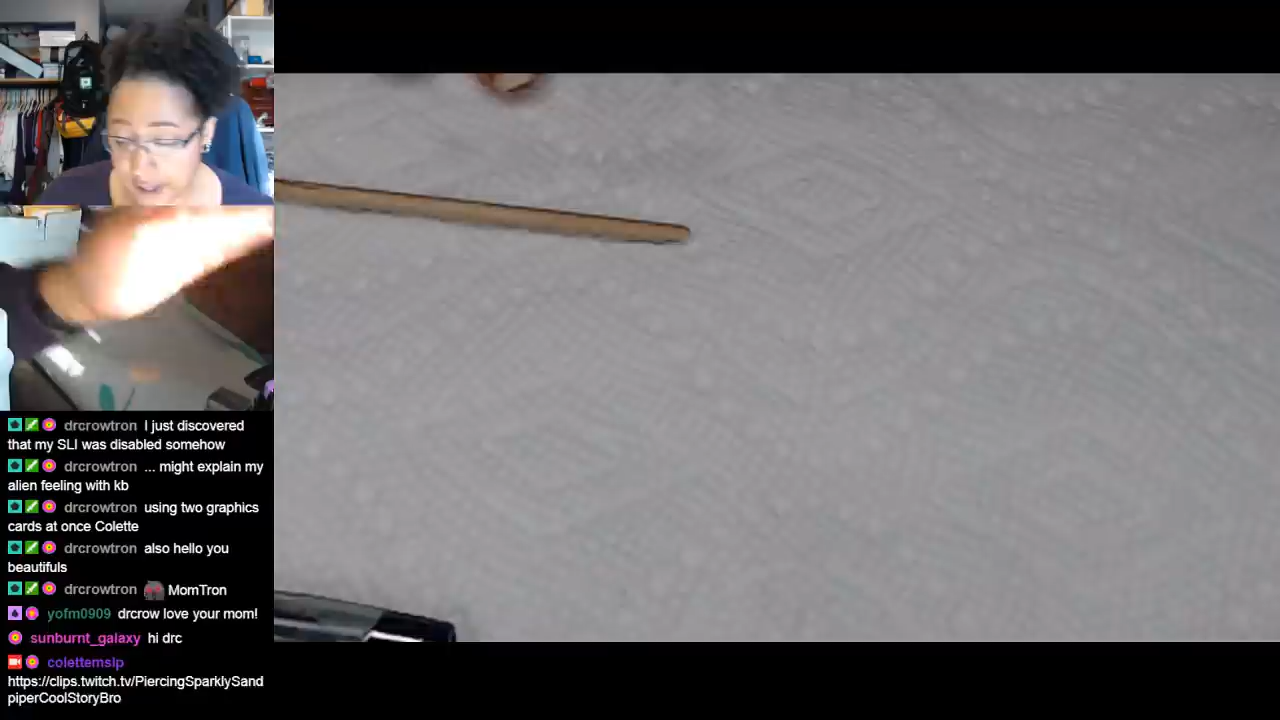 drcrowtron I just discovered
that my SLI was disabled somehow
drcrowtron ... might explain my
alien feeling with kb
drcrowtron using two graphics
cards at once Colette
drcrowtron also hello you
beautifuls
drcrowtron MomTron
yofm0909 drcrow love your mom!
sunburnt_galaxy hi drc
colettemslp
https://clips.twitch.tv/PiercingSparklySand
piperCoolStoryBro